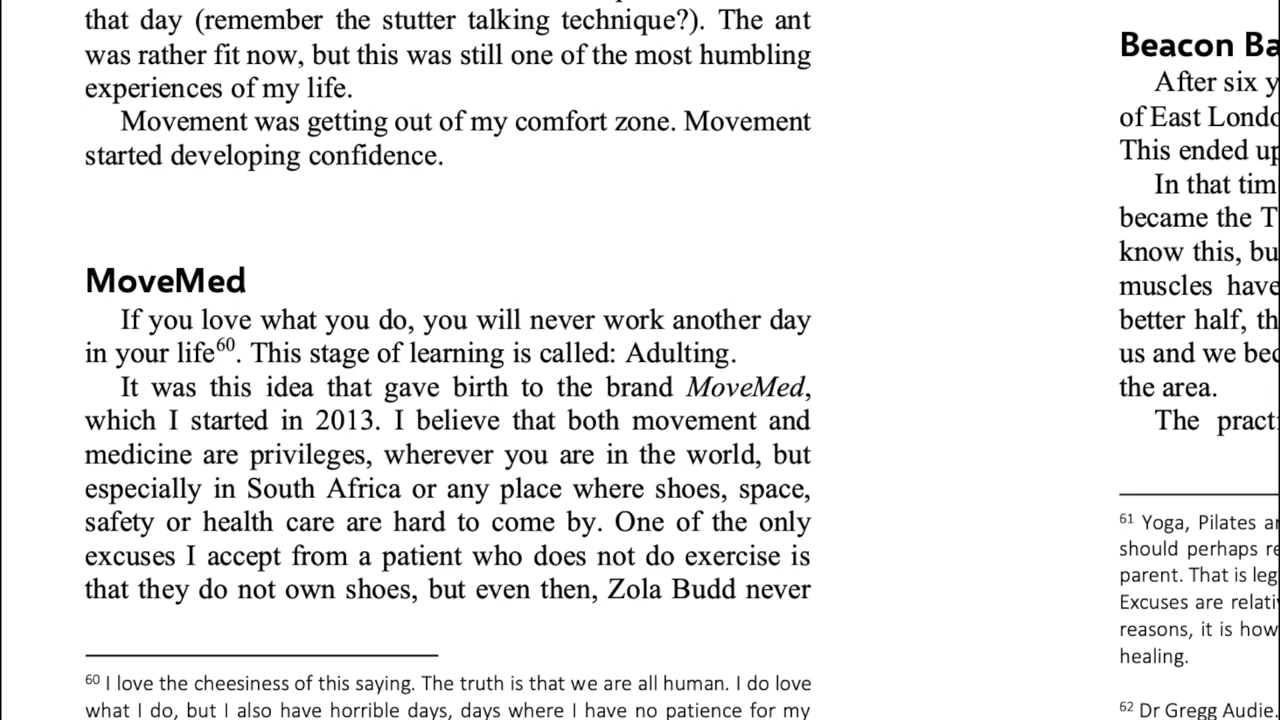 that day (remember the stutter talking technique?). The ant
was rather fit now, but this was still one of the most humbling
experiences of my life.
Movement was getting out of my comfort zone. Movement
started developing confidence.
MoveMed
If you love what you do, you will never work another day
in your life60. This stage of learning is called: Adulting.
It was this idea that gave birth to the brand MoveMed,
which I started in 2013. I believe that both movement and
medicine are privileges, wherever you are in the world, but
especially in South Africa or any place where shoes, space,
safety or health care are hard to come by. One of the only
excuses I accept from a patient who does not do exercise is
that they do not own shoes, but even then, Zola Budd never
60 I love the cheesiness of this saying. The truth is that we are all human. I do love
what I do, but I also have horrible days, days where I have no patience for my
Beacon Ba
After six y
of East Londo
This ended up
In that tim
became the T
know this, bu
muscles have
better half, th
us and we bec
the area.
The practi
61 Yoga, Pilates an
should perhaps re
parent. That is leg
Excuses are relati
reasons, it is how
healing.
62 Dr Gregg Audie,